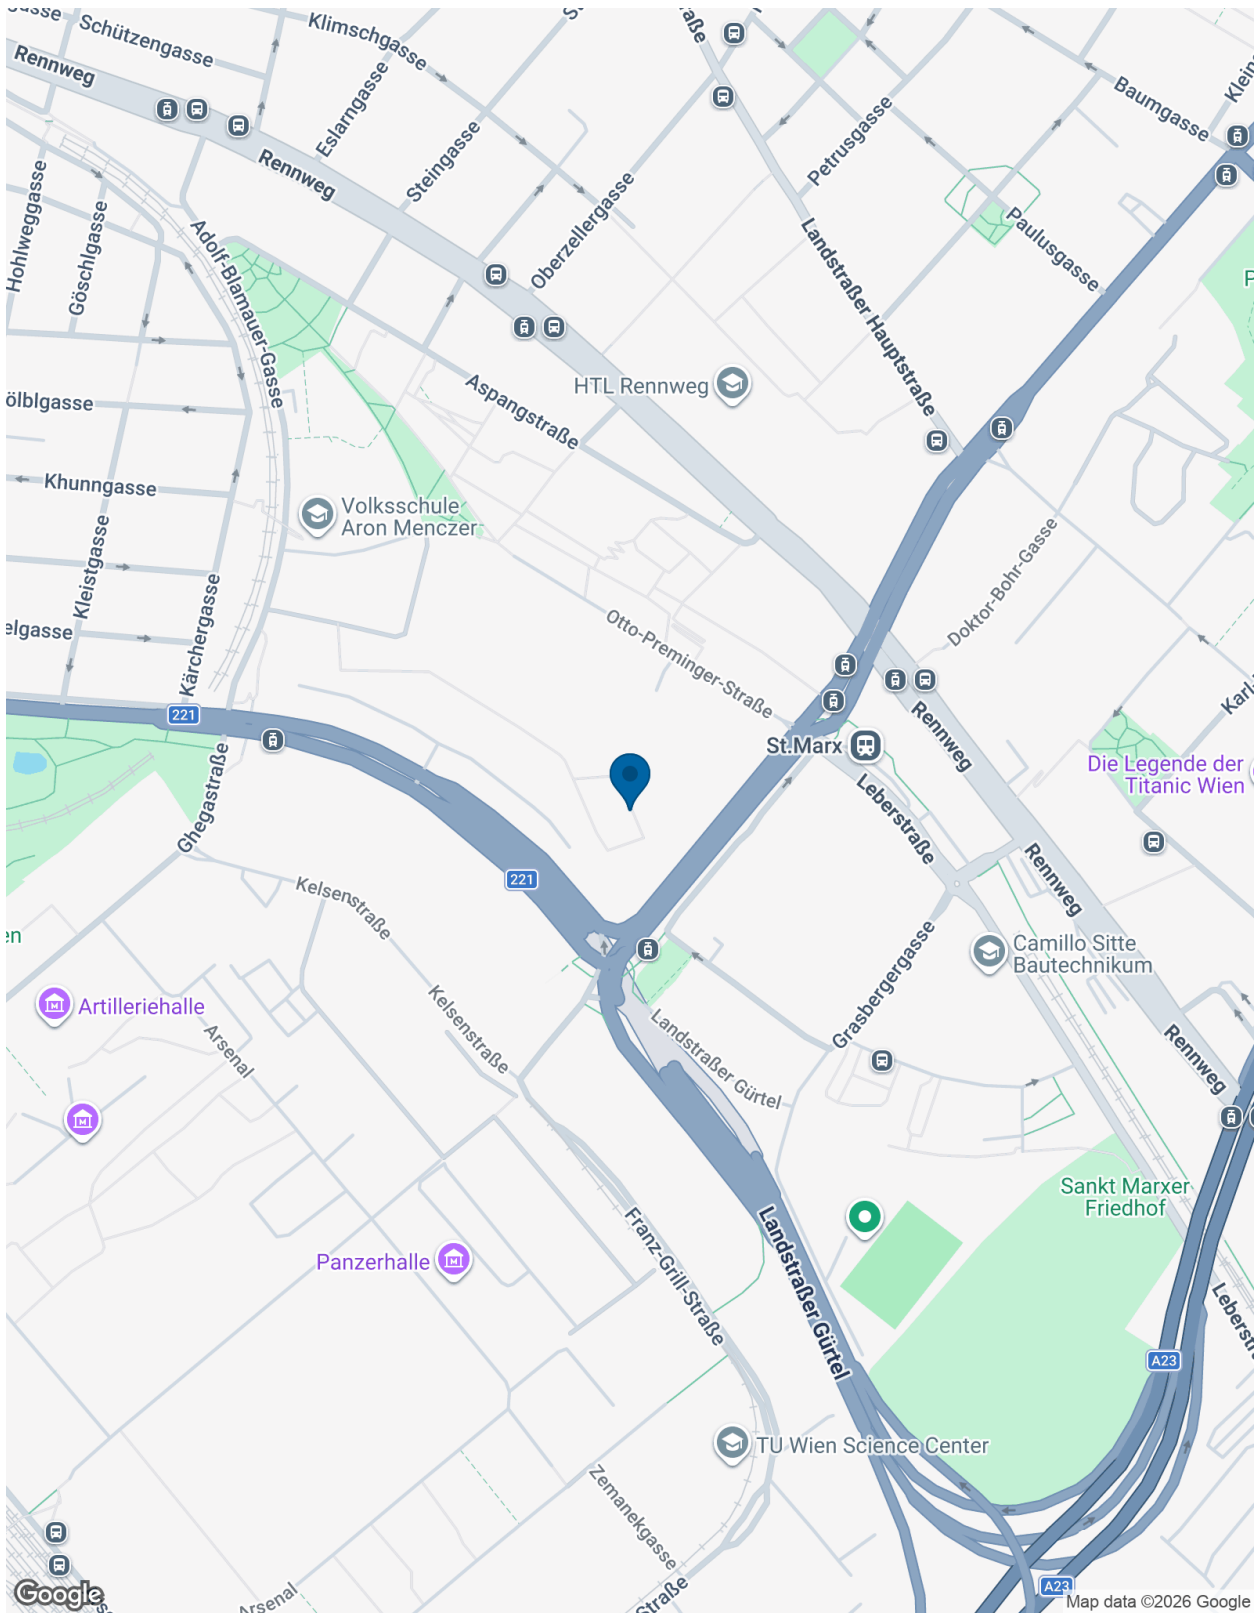 Schützengasse
Klimschgasse
Rennweg
Eslarngasse
Steingasse
Rennweg
Oberzellergasse
Petrusgasse
Baumgasse
Paulusgasse
Landstraßer Hauptstraße
Hohlweggasse
Göschlgasse
Adolf-Blamauer-Gasse
HTL Rennweg
Aspangstraße
ölblgasse
Khunngasse
Volksschule
Aron Menczer
Kleistgasse
Kärchergasse
elgasse
Doktor-Bohr-Gasse
Otto-Preminger-Straße
221
St.Marx
Rennweg
Leberstraße
Die Legende der
Titanic Wien
Ghegastraße
221
Kelsenstraße
Rennweg
en
Camillo Sitte
Bautechnikum
Grasbergergasse
Artilleriehalle
Arsenal
Kelsenstraße
Landstraßer Gürtel
Rennweg
Sankt Marxer
Friedhof
Panzerhalle
Franz-Grill-Straße
Landstraßer Gürtel
A23
TU Wien Science Center
Zemanekgasse
A23
Arsenal
Straße
Google
Map data ©2026 Google